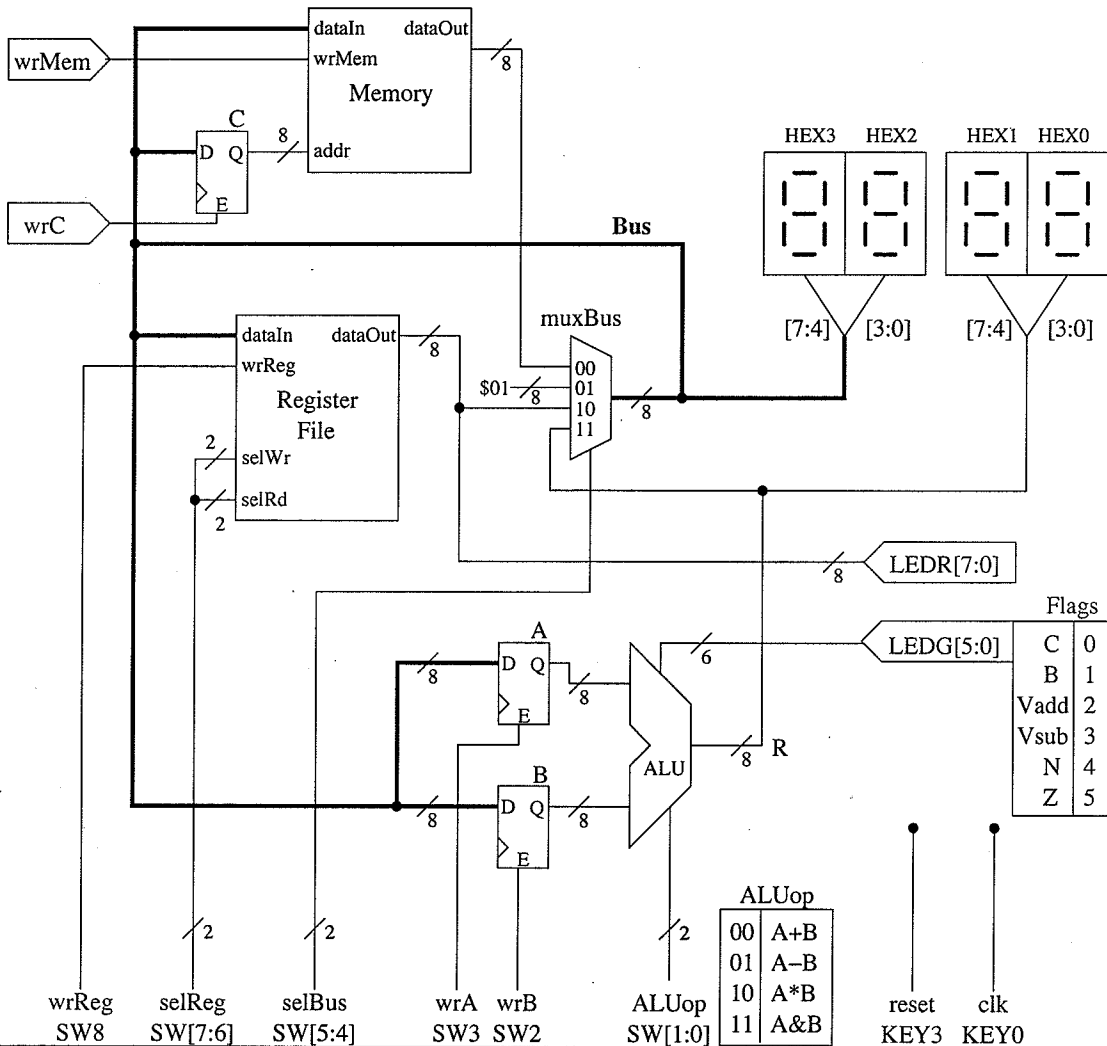 dataIn dataOut
wrMem
wrMem
8
Memory
C
8
D Q
addr
E
wrC
Bus
HEX3 HEX2 HEX1 HEX0
[7:4] [3:0] [7:4] [3:0]
muxBus
dataIn dataOut
8
wrReg
00
$01
8
01
8
10
11
Register
File
2
selWr
selRd
2
8
LEDR[7:0]
Flags
LEDG[5:0]
6
C 0
B 1
Vadd 2
Vsub 3
N 4
Z 5
A
8
D Q
8
E
ALU
8
R
B
8
D Q
8
E
ALUop
00 A+B
01 A−B
10 A*B
11 A&B
2
2
2
wrReg selReg selBus wrA wrB ALUop reset clk
SW8 SW[7:6] SW[5:4] SW3 SW2 SW[1:0] KEY3 KEY0